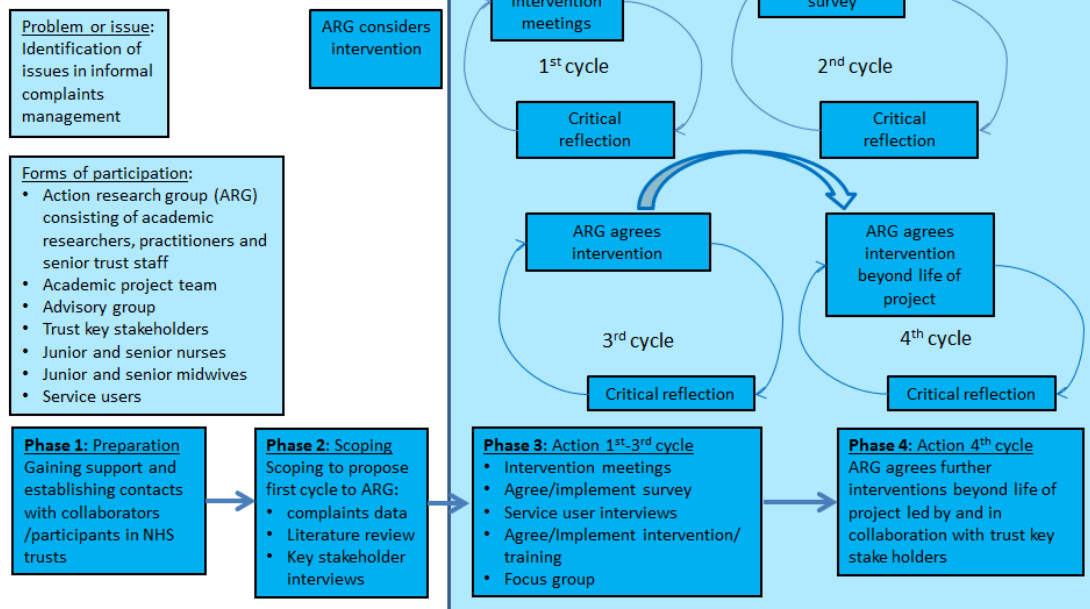 Problem or issue:
Identification of
issues in informal
complaints
management
ARG considers
intervention
intervention
meetings
1st cycle
Critical
reflection
survey
2nd cycle
Critical
reflection
Forms of participation:
• Action research group (ARG)
consisting of academic
researchers, practitioners and
senior trust staff
• Academic project team
• Advisory group
• Trust key stakeholders
• Junior and senior nurses
• Junior and senior midwives
• Service users
ARG agrees
intervention
3rd cycle
Critical reflection
ARG agrees
intervention
beyond life of
project
4th cycle
Critical reflection
Phase 1: Preparation
Gaining support and
establishing contacts
with collaborators
/participants in NHS
trusts
Phase 2: Scoping
Scoping to propose
first cycle to ARG:
• complaints data
• Literature review
• Key stakeholder
interviews
Phase 3: Action 1st-3rd cycle
• Intervention meetings
• Agree/implement survey
• Service user interviews
• Agree/Implement intervention/
training
• Focus group
Phase 4: Action 4th cycle
ARG agrees further
interventions beyond life of
project led by and in
collaboration with trust key
stake holders